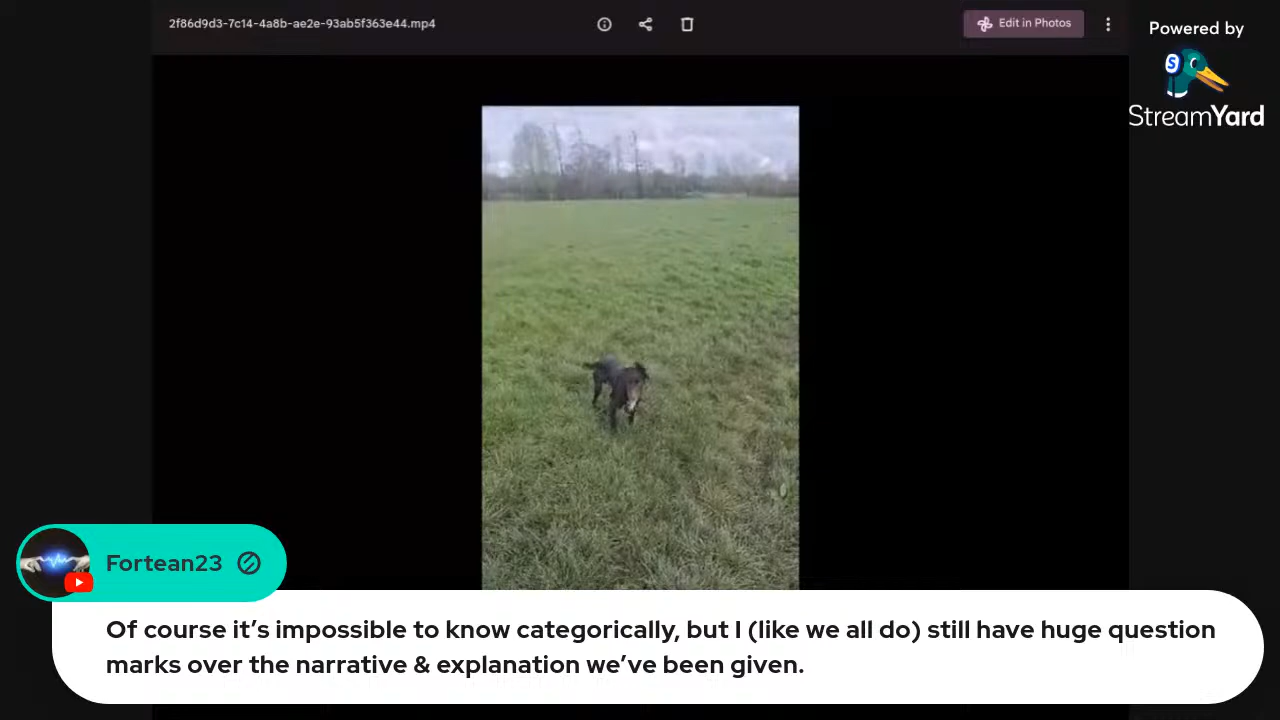 2f86d9d3-7c14-4a8b-ae2e-93ab5f363e44.mp4
Edit in Photos
Powered by
S
StreamYard
Fortean23
Of course it’s impossible to know categorically, but I (like we all do) still have huge question
marks over the narrative & explanation we’ve been given.